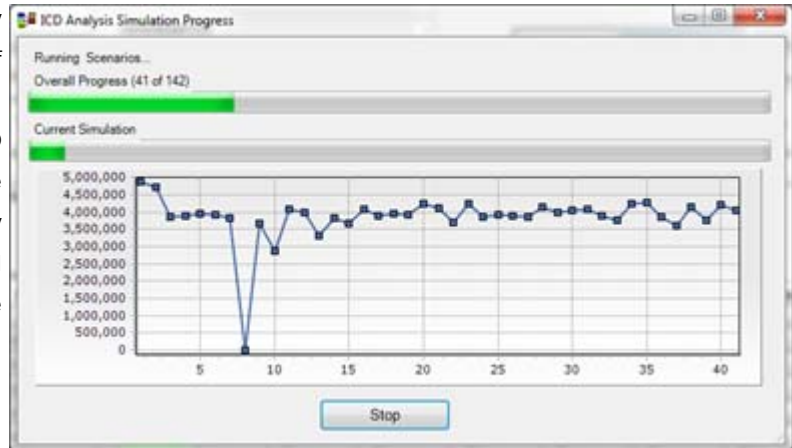 ICD Analysis Simulation Progress
Running Scenarios...
Overall Progress (41 of 142)
Current Simulation
5,000,000
4,500,000
4,000,000
3,500,000
3,000,000
2,500,000
2,000,000
1,500,000
1,000,000
500,000
0
5 10 15 20 25 30 35 40
Stop